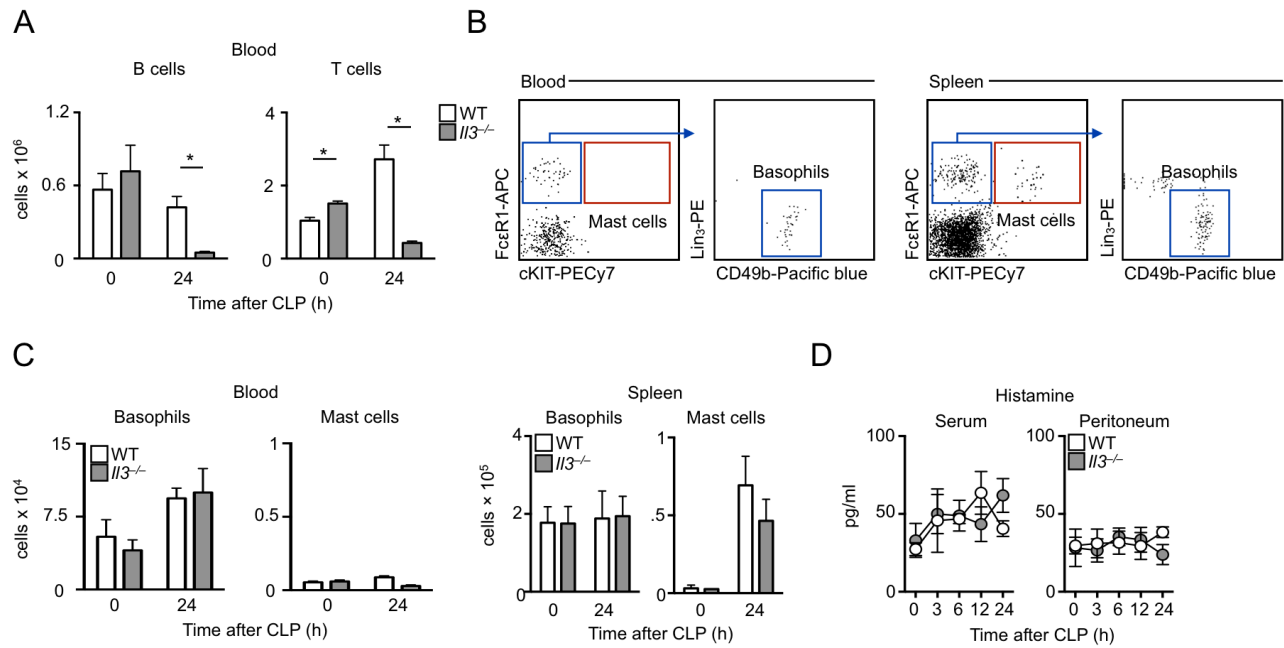 A
Blood
B cells
T cells
1.2
0.6
0
cells x 10⁶
0
24
4
2
0
*
*
*
0
24
WT
Il3⁻/⁻
Time after CLP (h)
B
Blood
Spleen
FcεR1-APC
Mast cells
cKIT-PECy7
Lin₃-PE
Basophils
CD49b-Pacific blue
FcεR1-APC
Mast cells
cKIT-PECy7
Lin₃-PE
Basophils
CD49b-Pacific blue
C
Blood
Basophils
Mast cells
WT
Il3⁻/⁻
15
7.5
0
cells x 10⁴
0
24
1
0.5
0
0
24
Time after CLP (h)
Spleen
Basophils
Mast cells
WT
Il3⁻/⁻
4
2
0
cells × 10⁵
0
24
1
.5
0
0
24
Time after CLP (h)
D
Histamine
Serum
Peritoneum
WT
Il3⁻/⁻
100
50
0
pg/ml
0 3 6 12 24
100
50
0
0 3 6 12 24
Time after CLP (h)